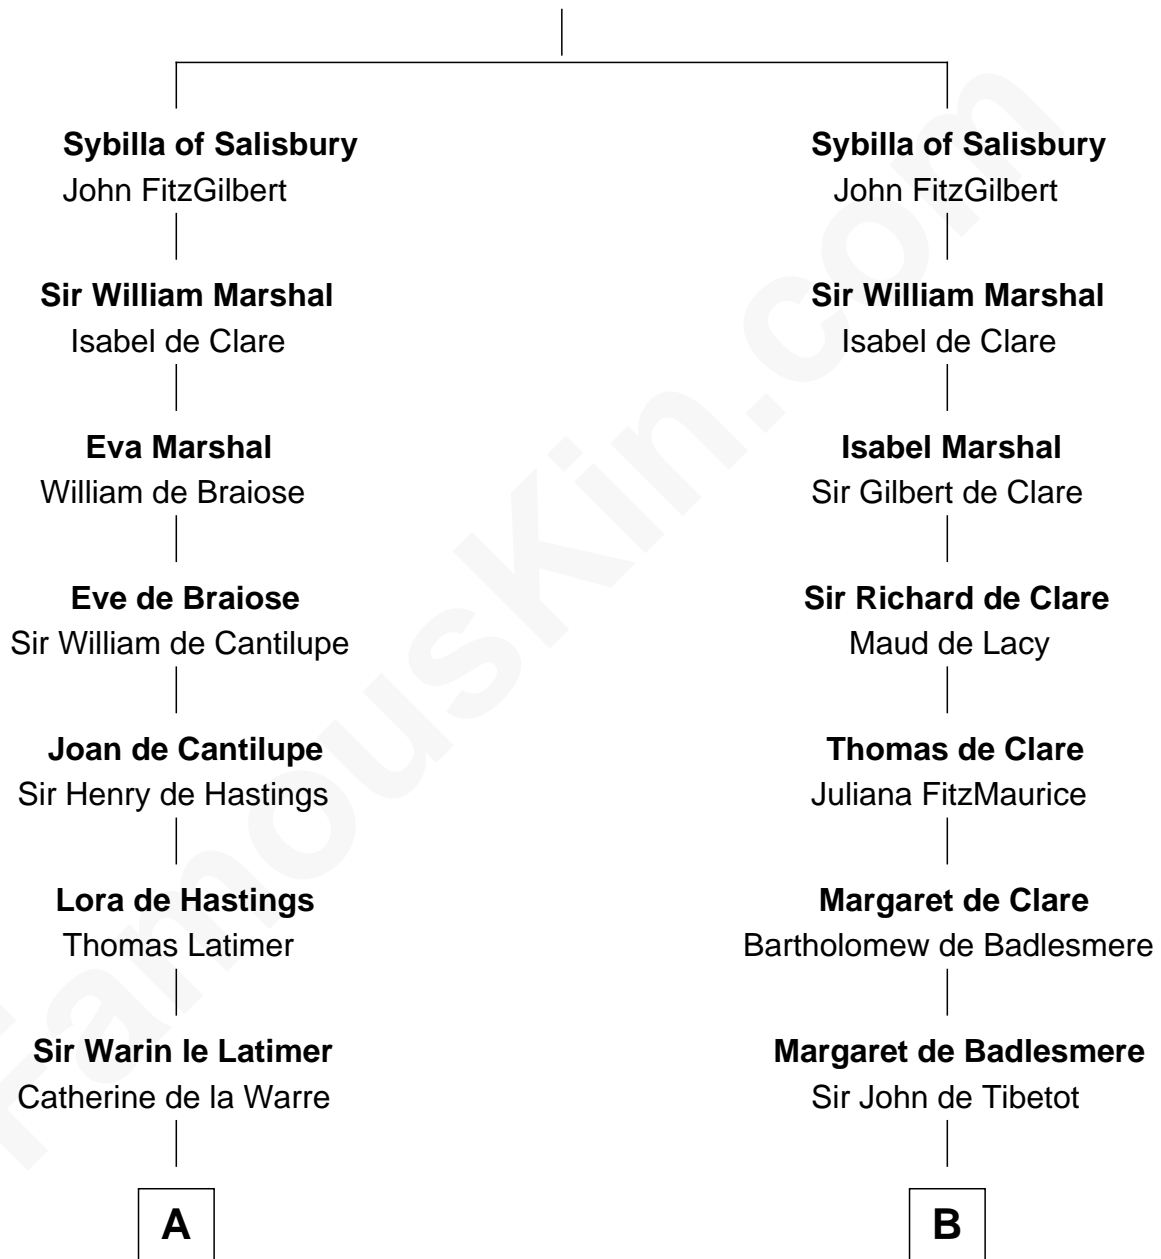 Sybilla of Salisbury
John FitzGilbert
Sir William Marshal
Isabel de Clare
Eva Marshal
William de Braiose
Eve de Braiose
Sir William de Cantilupe
Joan de Cantilupe
Sir Henry de Hastings
Lora de Hastings
Thomas Latimer
Sir Warin le Latimer
Catherine de la Warre
A
Sybilla of Salisbury
John FitzGilbert
Sir William Marshal
Isabel de Clare
Isabel Marshal
Sir Gilbert de Clare
Sir Richard de Clare
Maud de Lacy
Thomas de Clare
Juliana FitzMaurice
Margaret de Clare
Bartholomew de Badlesmere
Margaret de Badlesmere
Sir John de Tibetot
B
FamousKin.com